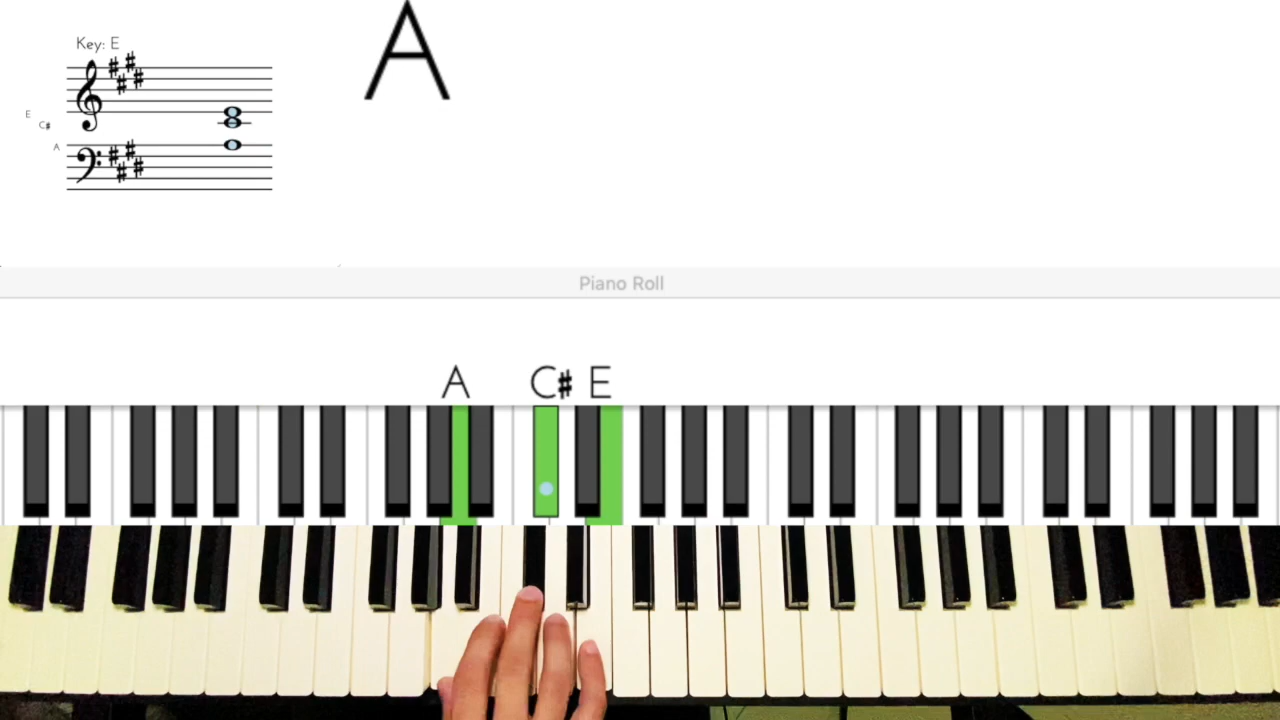 Key: E
A
E
C#
A
Piano Roll
A C# E